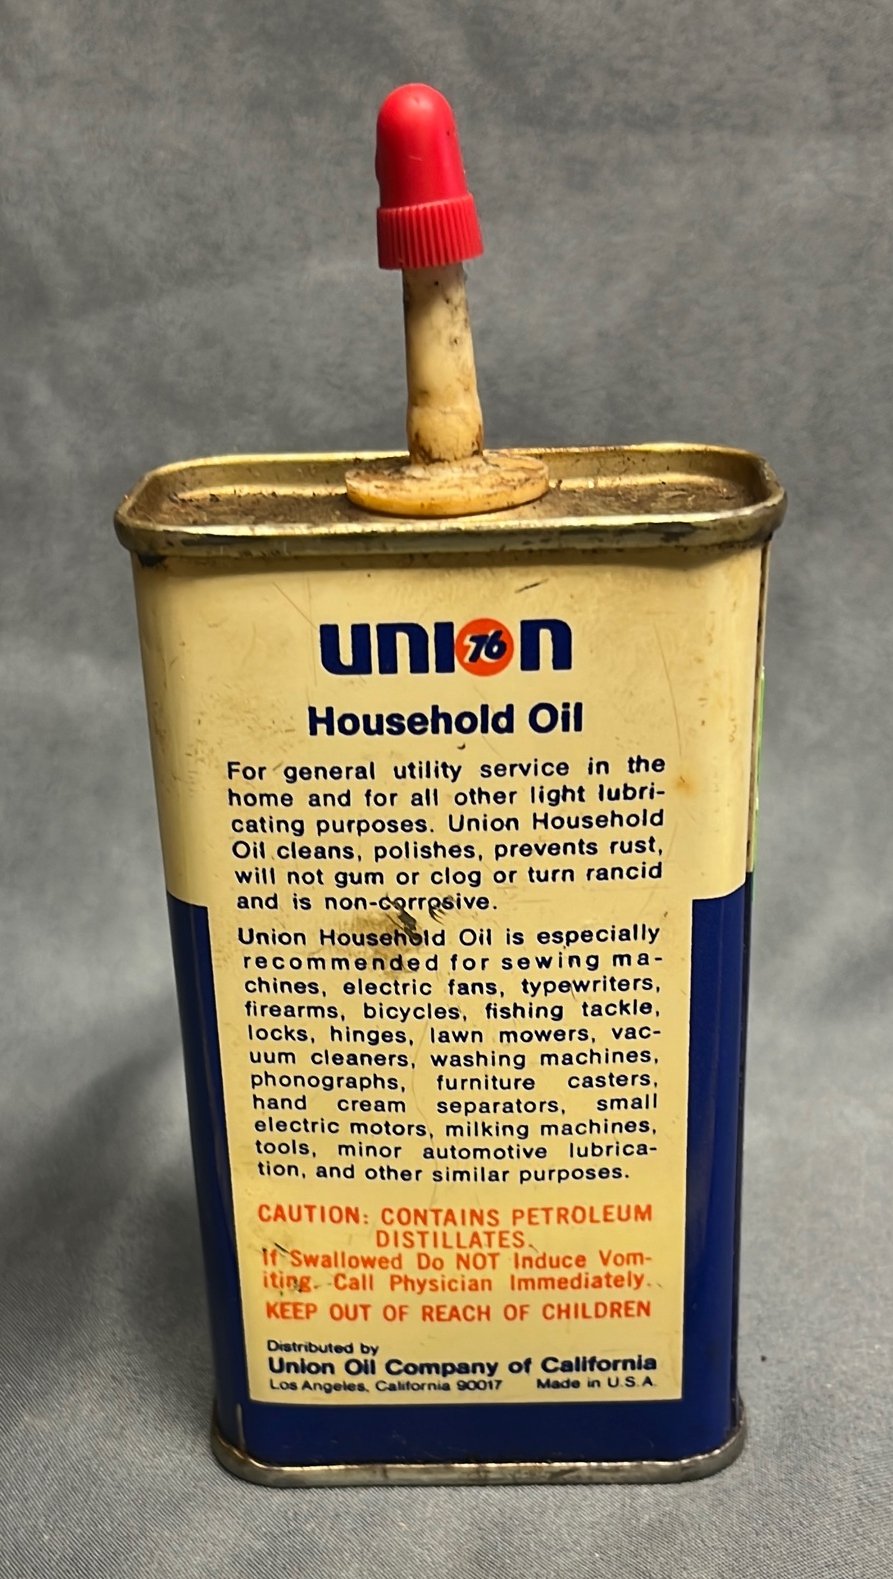 union
76
Household Oil
For general utility service in the
home and for all other light lubri-
cating purposes. Union Household
Oil cleans, polishes, prevents rust,
will not gum or clog or turn rancid
and is non-corrosive.
Union Household Oil is especially
recommended for sewing ma-
chines, electric fans, typewriters,
firearms, bicycles, fishing tackle,
locks, hinges, lawn mowers, vac-
uum cleaners, washing machines,
phonographs, furniture casters,
hand cream separators, small
electric motors, milking machines,
tools, minor automotive lubrica-
tion, and other similar purposes.
CAUTION: CONTAINS PETROLEUM
DISTILLATES.
If Swallowed Do NOT Induce Vom-
iting. Call Physician Immediately.
KEEP OUT OF REACH OF CHILDREN
Distributed by
Union Oil Company of California
Los Angeles, California 90017 Made in U.S.A.